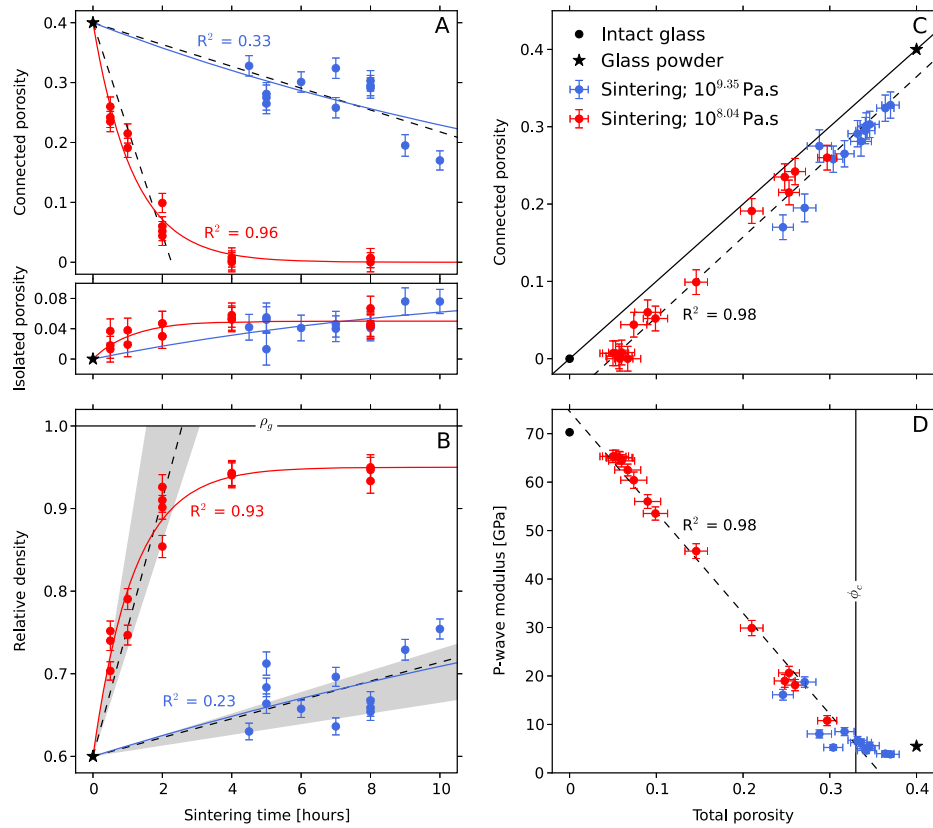 A
0.4
0.3
0.2
0.1
0
Connected porosity
R² = 0.33
R² = 0.96
0.08
0.04
0
Isolated porosity
B
1.0
0.9
0.8
0.7
0.6
Relative density
ρg
R² = 0.93
R² = 0.23
0 2 4 6 8 10
Sintering time [hours]
C
Intact glass
Glass powder
Sintering; 10^9.35 Pa.s
Sintering; 10^8.04 Pa.s
0.4
0.3
0.2
0.1
0
Connected porosity
R² = 0.98
D
70
60
50
40
30
20
10
0
P-wave modulus [GPa]
R² = 0.98
ϕc
0.0 0.1 0.2 0.3 0.4
Total porosity